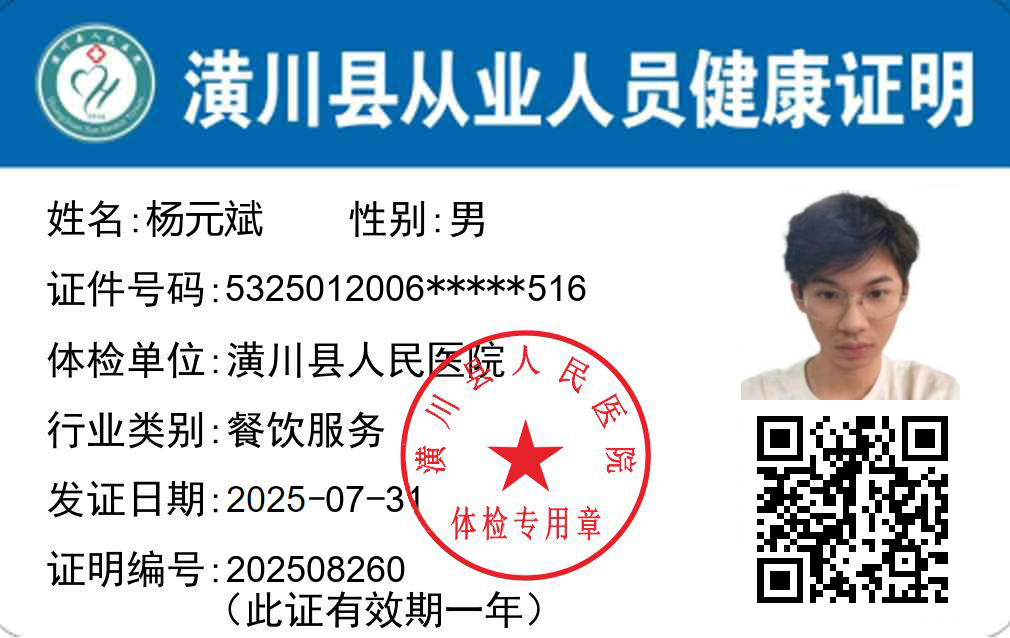 潢川县从业人员健康证明
姓名:杨元斌 性别:男
证件号码:5325012006*****516
体检单位:潢川县人民医院
行业类别:餐饮服务
发证日期:2025-07-31
证明编号:202508260
(此证有效期一年)
潢川县人民医院
体检专用章